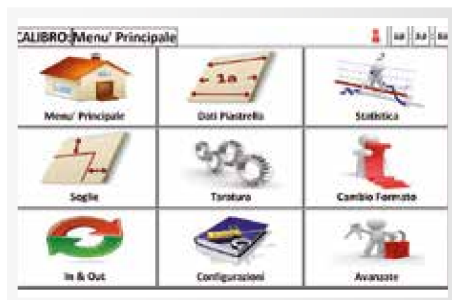 CALIBRO:Menu' Principale
Menu' Principale
Dati Piastrella
Statistica
Soglie
Taratura
Cambio Formato
In & Out
Configurazioni
Avanzate